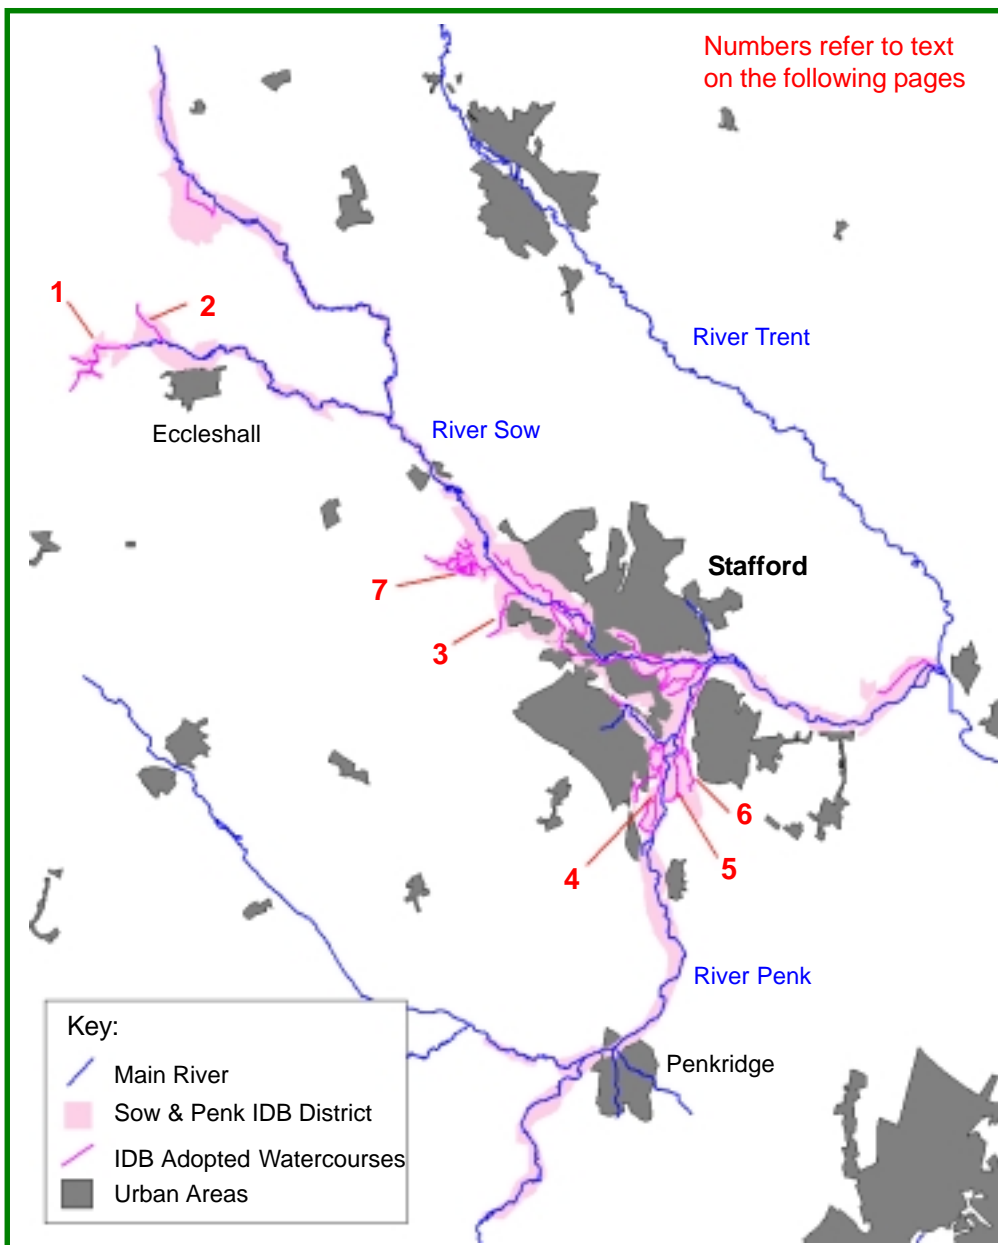 Numbers refer to text
on the following pages
1
2
River Trent
Eccleshall
River Sow
Stafford
7
3
6
5
4
River Penk
Penkridge
Key:
Main River
Sow & Penk IDB District
IDB Adopted Watercourses
Urban Areas